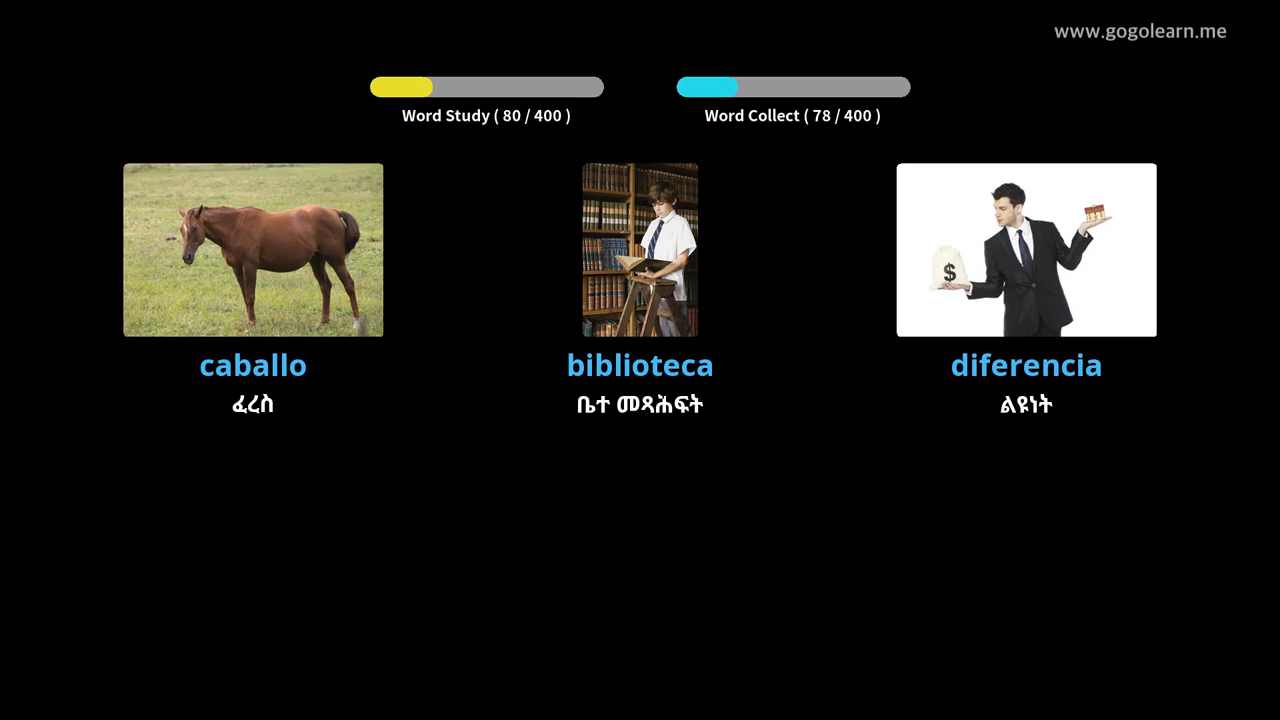 www.gogolearn.me
Word Study ( 80 / 400 )
Word Collect ( 78 / 400 )
$
caballo
biblioteca
diferencia
ፈረስ
ቤተ መጻሕፍት
ልዩነት